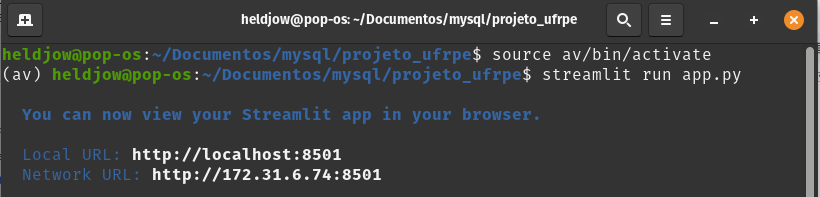 heldjow@pop-os: ~/Documentos/mysql/projeto_ufrpe
heldjow@pop-os:~/Documentos/mysql/projeto_ufrpe$ source av/bin/activate
(av) heldjow@pop-os:~/Documentos/mysql/projeto_ufrpe$ streamlit run app.py
You can now view your Streamlit app in your browser.
Local URL: http://localhost:8501
Network URL: http://172.31.6.74:8501